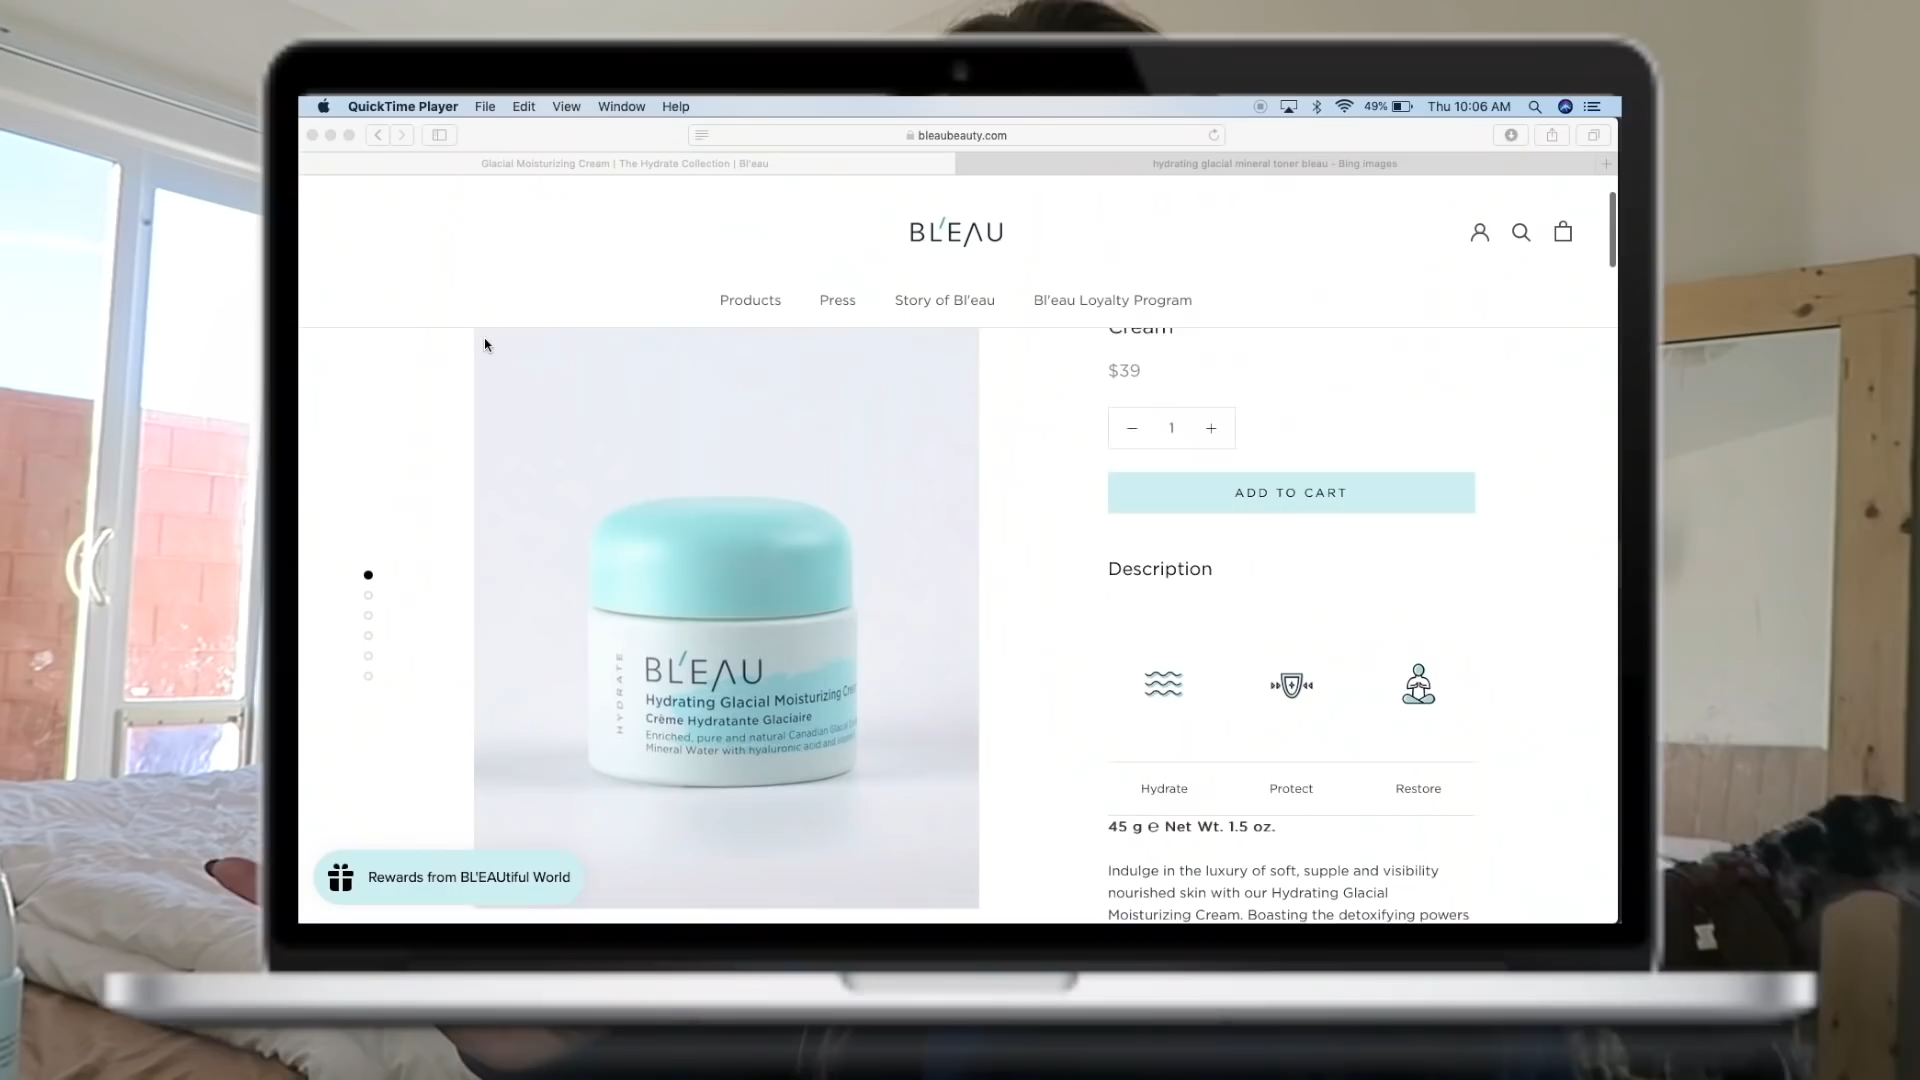 QuickTime Player File Edit View Window Help 49% Thu 10:06 AM
bleaubeauty.com
Glacial Moisturizing Cream | The Hydrate Collection | Bl'eau hydrating glacial mineral toner bleau - Bing images
BL'EAU
Products Press Story of Bl'eau Bl'eau Loyalty Program
Cream
$39
− 1 +
ADD TO CART
Description
HYDRATE
BL'EAU
Hydrating Glacial Moisturizing
Crème Hydratante Glaciaire
Enriched, pure and natural Canadian Glacial
Mineral Water with hyaluronic acid and
Hydrate Protect Restore
45 g ℮ Net Wt. 1.5 oz.
Indulge in the luxury of soft, supple and visibility
nourished skin with our Hydrating Glacial
Moisturizing Cream. Boasting the detoxifying powers
Rewards from BL'EAUtiful World